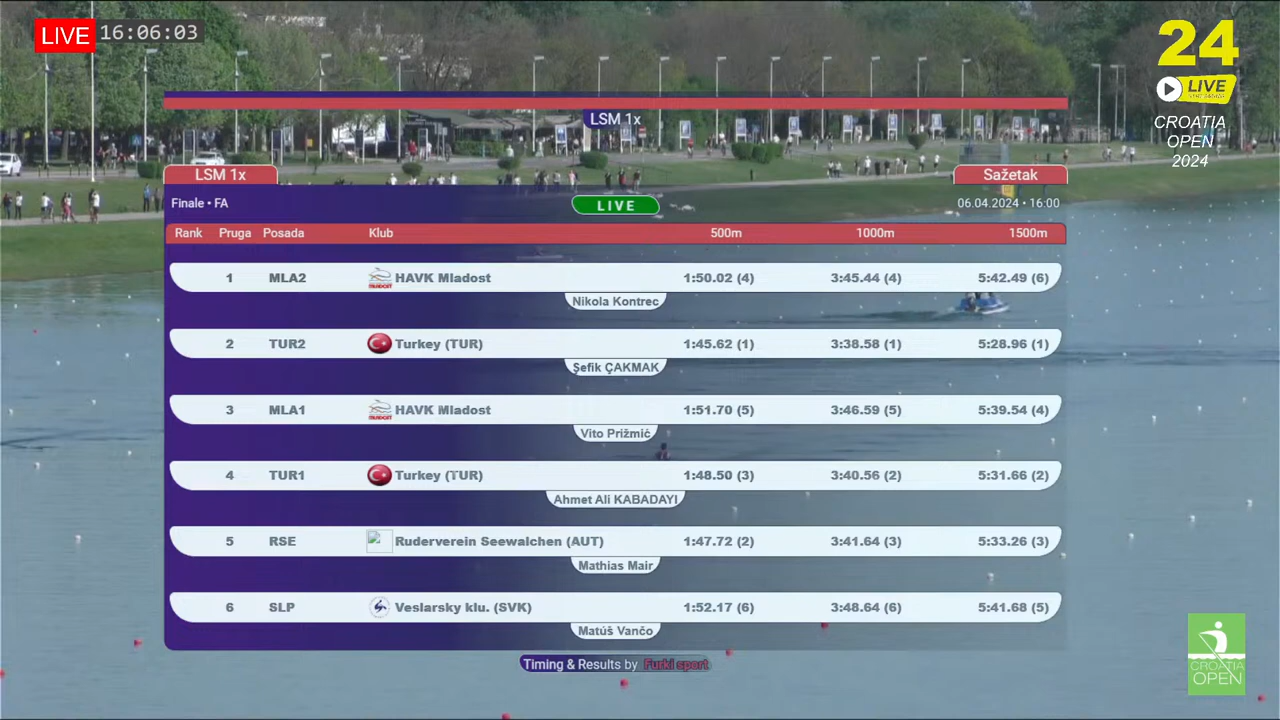 LIVE 16:06:03
24
LIVE
CROATIA
OPEN
2024
LSM 1x
LSM 1x
Sažetak
Finale • FA
LIVE
06.04.2024 • 16:00
Rank Pruga Posada Klub 500m 1000m 1500m
1 MLA2 HAVK Mladost 1:50.02 (4) 3:45.44 (4) 5:42.49 (6)
Nikola Kontrec
2 TUR2 Turkey (TUR) 1:45.62 (1) 3:38.58 (1) 5:28.96 (1)
Şefik ÇAKMAK
3 MLA1 HAVK Mladost 1:51.70 (5) 3:46.59 (5) 5:39.54 (4)
Vito Prižmić
4 TUR1 Turkey (TUR) 1:48.50 (3) 3:40.56 (2) 5:31.66 (2)
Ahmet Ali KABADAYI
5 RSE Ruderverein Seewalchen (AUT) 1:47.72 (2) 3:41.64 (3) 5:33.26 (3)
Mathias Mair
6 SLP Veslarsky klu. (SVK) 1:52.17 (6) 3:48.64 (6) 5:41.68 (5)
Matúš Vančo
Timing & Results by Furki sport
CROATIA
OPEN